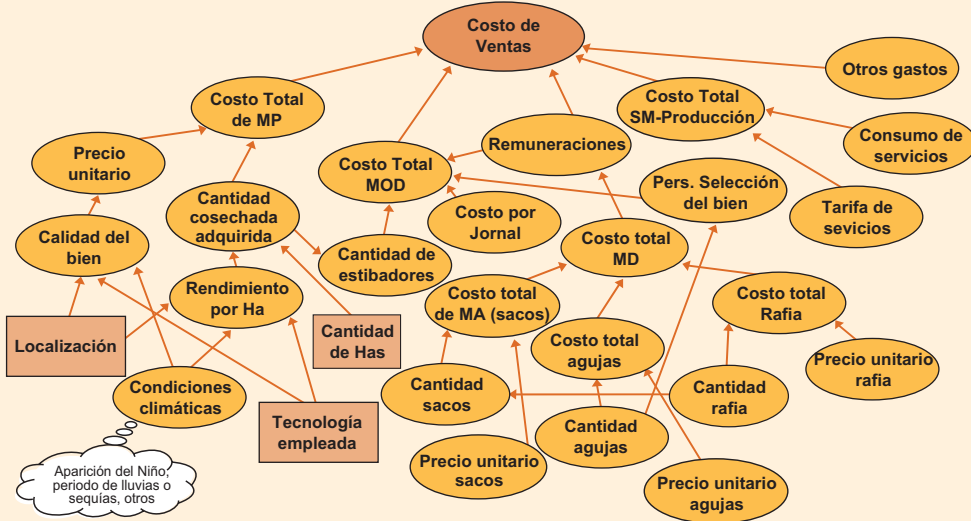 Costo de
Ventas
Otros gastos
Costo Total
de MP
Costo Total
SM-Producción
Consumo de
servicios
Precio
unitario
Costo Total
MOD
Remuneraciones
Pers. Selección
del bien
Tarifa de
sevicios
Cantidad
cosechada
adquirida
Costo por
Jornal
Calidad del
bien
Cantidad de
estibadores
Costo total
MD
Rendimiento
por Ha
Costo total
de MA (sacos)
Costo total
Rafia
Localización
Cantidad
de Has
Costo total
agujas
Precio unitario
rafia
Condiciones
climáticas
Cantidad
sacos
Cantidad
rafia
Tecnología
empleada
Cantidad
agujas
Aparición del Niño;
periodo de lluvias o
sequías, otros
Precio unitario
sacos
Precio unitario
agujas